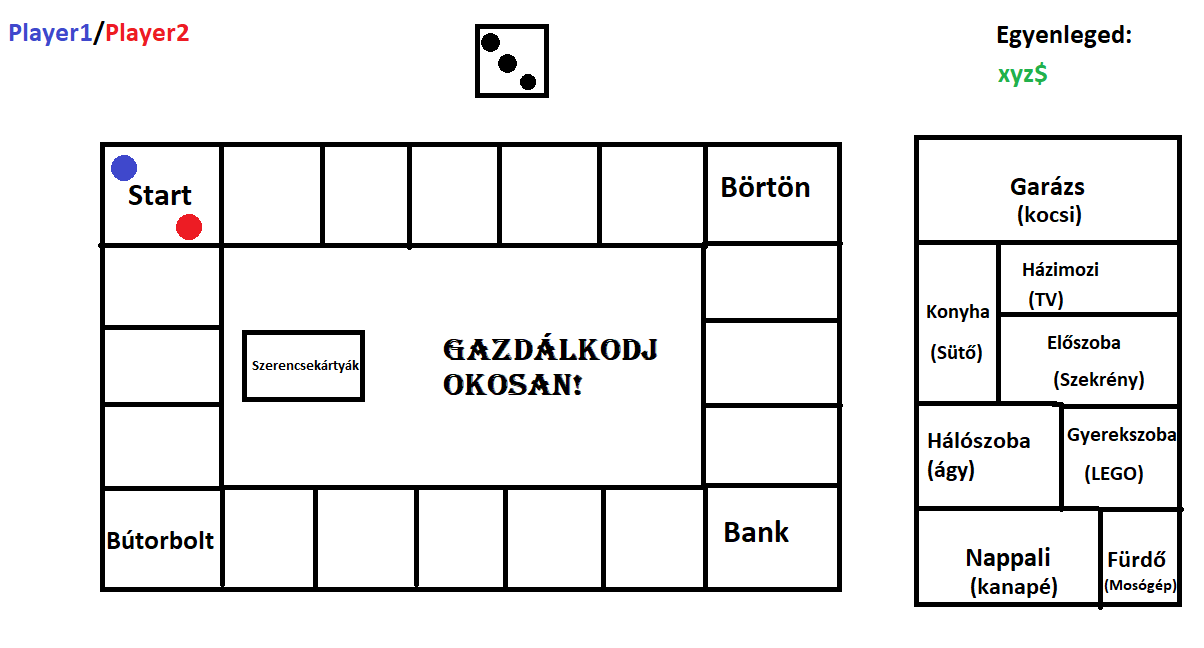 Player1/Player2
Egyenleged:
xyz$
Start
Börtön
Szerencsekártyák
GAZDÁLKODJ
OKOSAN!
Bútorbolt
Bank
Garázs
(kocsi)
Konyha
(Sütő)
Házimozi
(TV)
Előszoba
(Szekrény)
Hálószoba
(ágy)
Gyerekszoba
(LEGO)
Nappali
(kanapé)
Fürdő
(Mosógép)